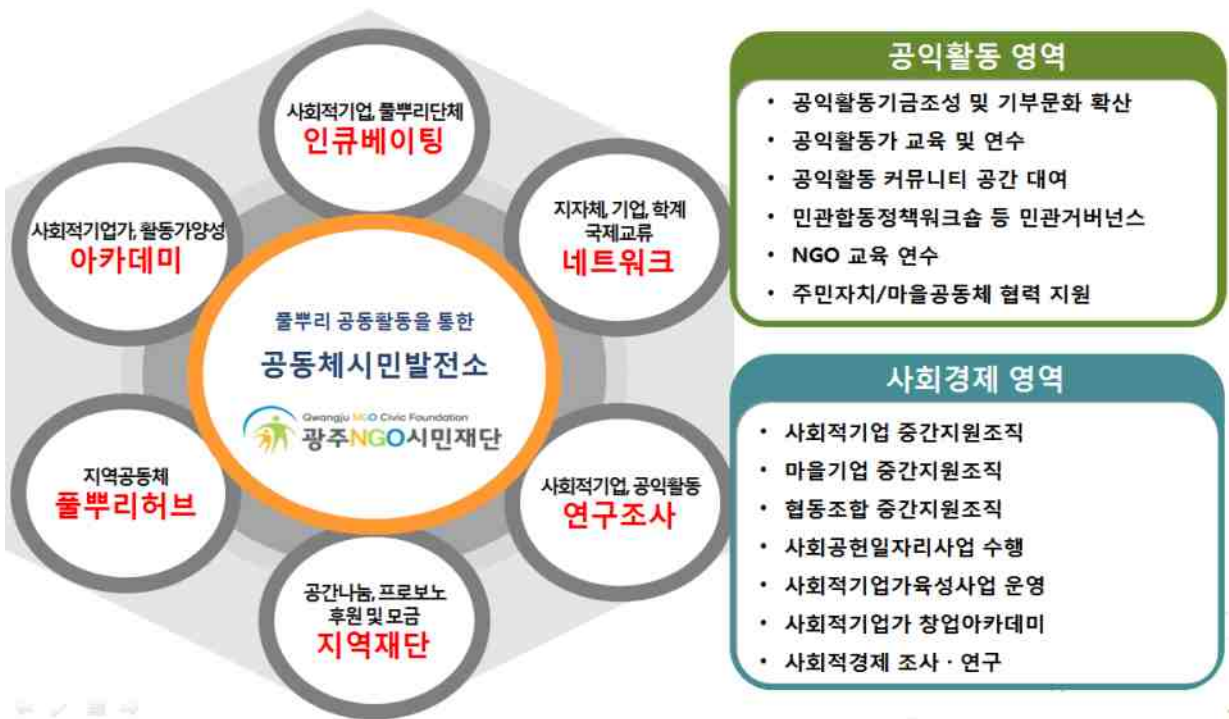 사회적기업, 풀뿌리단체
인큐베이팅
지자체, 기업, 학계
국제교류
네트워크
사회적기업가, 활동가양성
아카데미
풀뿌리 공동활동을 통한
공동체시민발전소
Gwangju NGO Civic Foundation
광주NGO시민재단
지역공동체
풀뿌리허브
사회적기업, 공익활동
연구조사
공간나눔, 프로보노
후원 및 모금
지역재단
공익활동 영역
• 공익활동기금조성 및 기부문화 확산
• 공익활동가 교육 및 연수
• 공익활동 커뮤니티 공간 대여
• 민관합동정책워크숍 등 민관거버넌스
• NGO 교육 연수
• 주민자치/마을공동체 협력 지원
사회경제 영역
• 사회적기업 중간지원조직
• 마을기업 중간지원조직
• 협동조합 중간지원조직
• 사회공헌일자리사업 수행
• 사회적기업가육성사업 운영
• 사회적기업가 창업아카데미
• 사회적경제 조사 · 연구